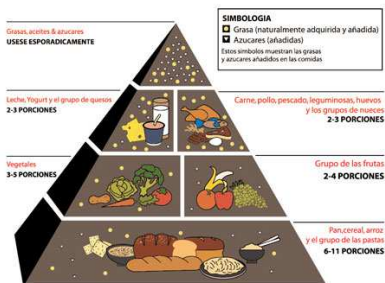 SIMBOLOGIA
Grasa (naturalmente adquirida y añadida)
Azucares (añadidas)
Estos símbolos muestran las grasas
y azucares añadidos en las comidas
Grasas, aceites & azucares
USESE ESPORADICAMENTE
Leche, Yogurt y el grupo de quesos
2-3 PORCIONES
Carne, pollo, pescado, leguminosas, huevos
y los grupos de nueces
2-3 PORCIONES
Vegetales
3-5 PORCIONES
Grupo de las frutas
2-4 PORCIONES
Pan,cereal, arroz
y el grupo de las pastas
6-11 PORCIONES